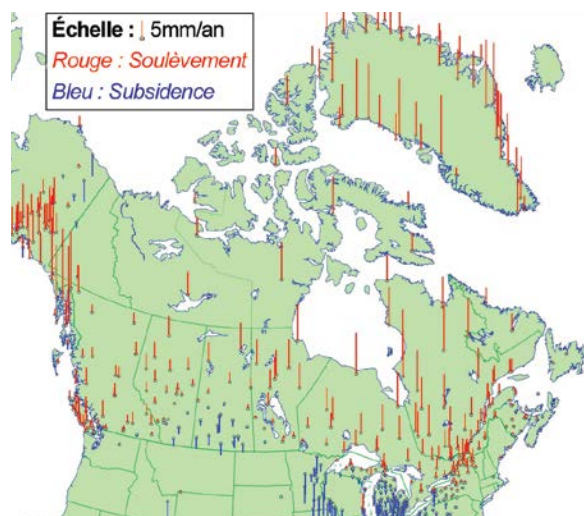 Échelle : 5mm/an
Rouge : Soulèvement
Bleu : Subsidence